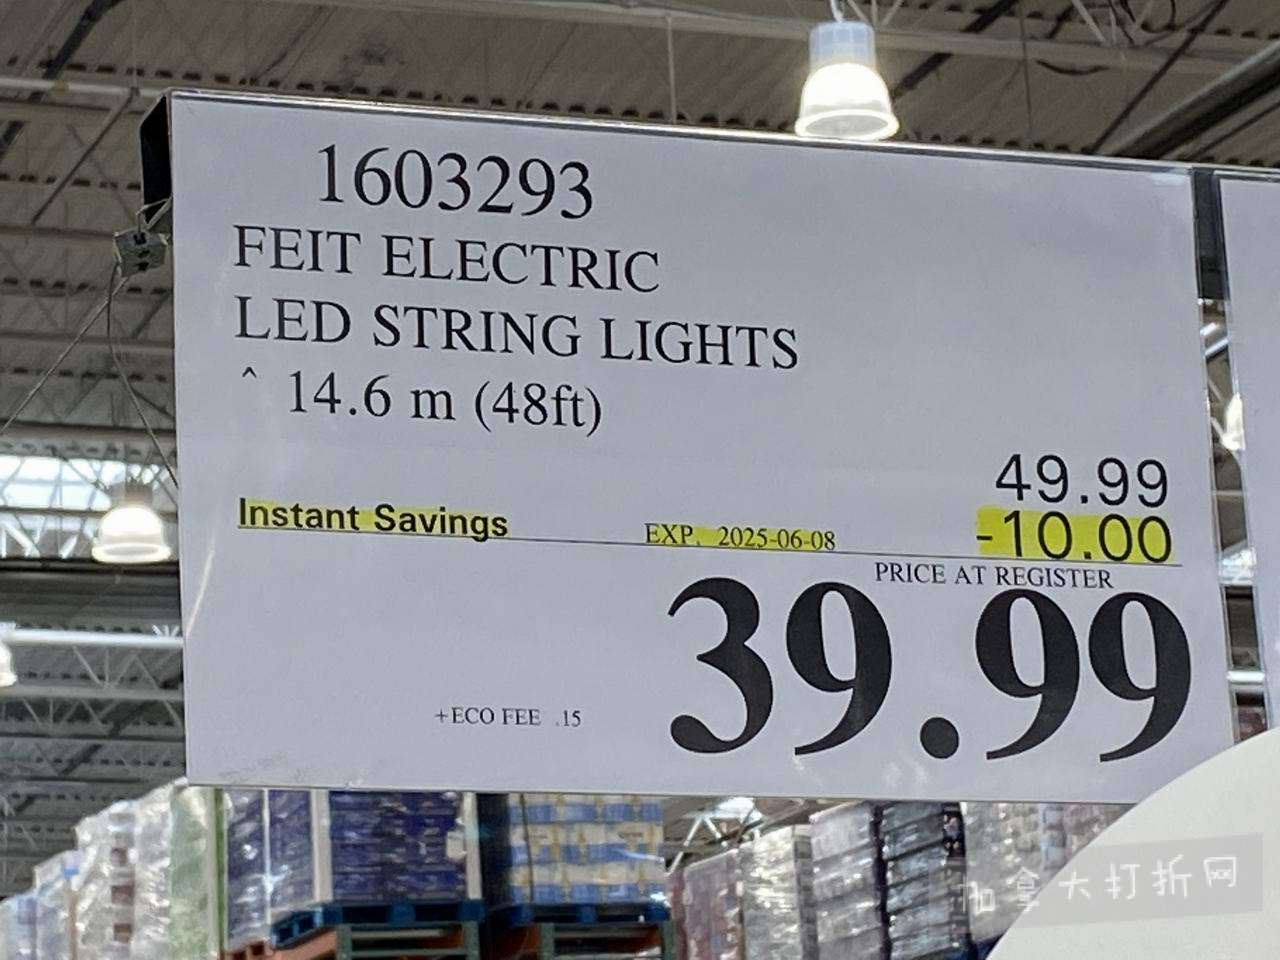 1603293
FEIT ELECTRIC
LED STRING LIGHTS
^ 14.6 m (48ft)
49.99
Instant Savings EXP. 2025-06-08 -10.00
PRICE AT REGISTER
39.99
+ECO FEE .15
加拿大打折网